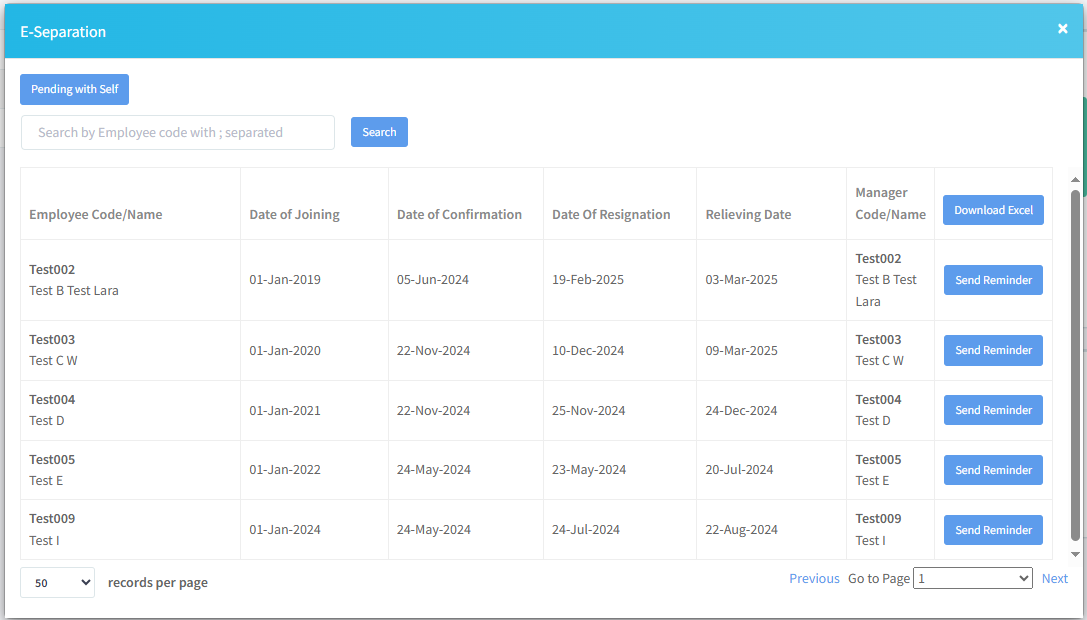 E-Separation
×
Pending with Self
Search by Employee code with ; separated
Search
Employee Code/Name Date of Joining Date of Confirmation Date Of Resignation Relieving Date Manager Code/Name Download Excel
Test002
Test B Test Lara
01-Jan-2019 05-Jun-2024 19-Feb-2025 03-Mar-2025
Test002
Test B Test
Lara
Send Reminder
Test003
Test C W
01-Jan-2020 22-Nov-2024 10-Dec-2024 09-Mar-2025
Test003
Test C W
Send Reminder
Test004
Test D
01-Jan-2021 22-Nov-2024 25-Nov-2024 24-Dec-2024
Test004
Test D
Send Reminder
Test005
Test E
01-Jan-2022 24-May-2024 23-May-2024 20-Jul-2024
Test005
Test E
Send Reminder
Test009
Test I
01-Jan-2024 24-May-2024 24-Jul-2024 22-Aug-2024
Test009
Test I
Send Reminder
50 records per page
Previous Go to Page 1 Next